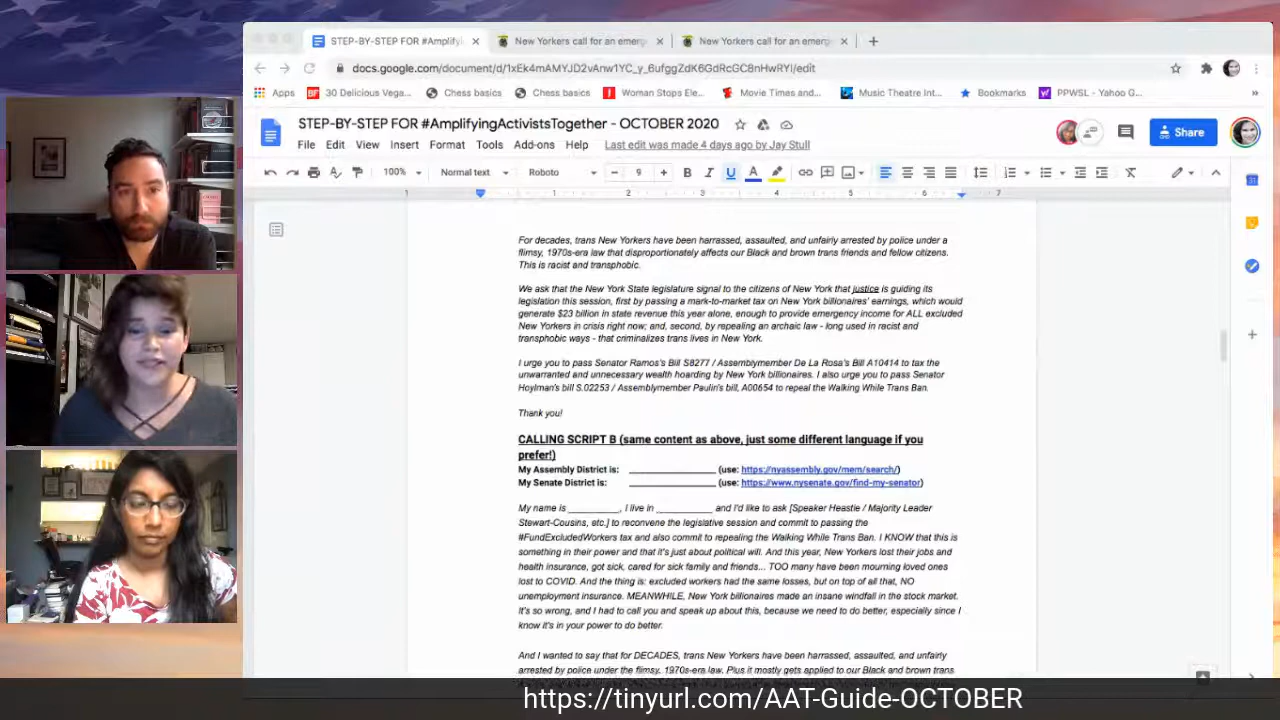 STEP-BY-STEP FOR #Amplifyi
New Yorkers call for an emerg
New Yorkers call for an emerg
docs.google.com/document/d/1xEk4mAMYJD2vAnw1YC_y_6ufggZdK6GdRcGC8nHwRYI/edit
Apps 30 Delicious Vega... Chess basics Chess basics Woman Stops Ele... Movie Times and... Music Theatre Int... Bookmarks PPWSL - Yahoo G... »
STEP-BY-STEP FOR #AmplifyingActivistsTogether - OCTOBER 2020
Share
File Edit View Insert Format Tools Add-ons Help Last edit was made 4 days ago by Jay Stull
100% Normal text Roboto 9
1 1 2 3 4 5 6 7
For decades, trans New Yorkers have been harrassed, assaulted, and unfairly arrested by police under a
flimsy, 1970s-era law that disproportionately affects our Black and brown trans friends and fellow citizens.
This is racist and transphobic.
We ask that the New York State legislature signal to the citizens of New York that justice is guiding its
legislation this session, first by passing a mark-to-market tax on New York billionaires' earnings, which would
generate $23 billion in state revenue this year alone, enough to provide emergency income for ALL excluded
New Yorkers in crisis right now; and, second, by repealing an archaic law - long used in racist and
transphobic ways - that criminalizes trans lives in New York.
I urge you to pass Senator Ramos's Bill S8277 / Assemblymember De La Rosa's Bill A10414 to tax the
unwarranted and unnecessary wealth hoarding by New York billionaires. I also urge you to pass Senator
Hoylman's bill S.02253 / Assemblymember Paulin's bill, A00654 to repeal the Walking While Trans Ban.
Thank you!
CALLING SCRIPT B (same content as above, just some different language if you
prefer!)
My Assembly District is: ________________ (use: https://nyassembly.gov/mem/search/)
My Senate District is: ________________ (use: https://www.nysenate.gov/find-my-senator)
My name is __________, I live in ___________ and I'd like to ask [Speaker Heastie / Majority Leader
Stewart-Cousins, etc.] to reconvene the legislative session and commit to passing the
#FundExcludedWorkers tax and also commit to repealing the Walking While Trans Ban. I KNOW that this is
something in their power and that it's just about political will. And this year, New Yorkers lost their jobs and
health insurance, got sick, cared for sick family and friends... TOO many have been mourning loved ones
lost to COVID. And the thing is: excluded workers had the same losses, but on top of all that, NO
unemployment insurance. MEANWHILE, New York billionaires made an insane windfall in the stock market.
It's so wrong, and I had to call you and speak up about this, because we need to do better, especially since I
know it's in your power to do better.
And I wanted to say that for DECADES, trans New Yorkers have been harrassed, assaulted, and unfairly
arrested by police under the flimsy, 1970s-era law. Plus it mostly gets applied to our Black and brown trans
https://tinyurl.com/AAT-Guide-OCTOBER